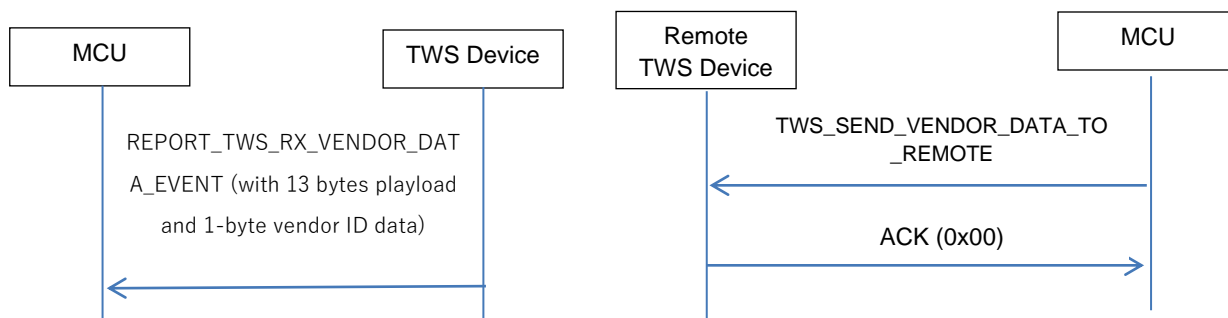 MCU
TWS Device
REPORT_TWS_RX_VENDOR_DAT
A_EVENT (with 13 bytes playload
and 1-byte vendor ID data)
Remote
TWS Device
MCU
TWS_SEND_VENDOR_DATA_TO
_REMOTE
ACK (0x00)